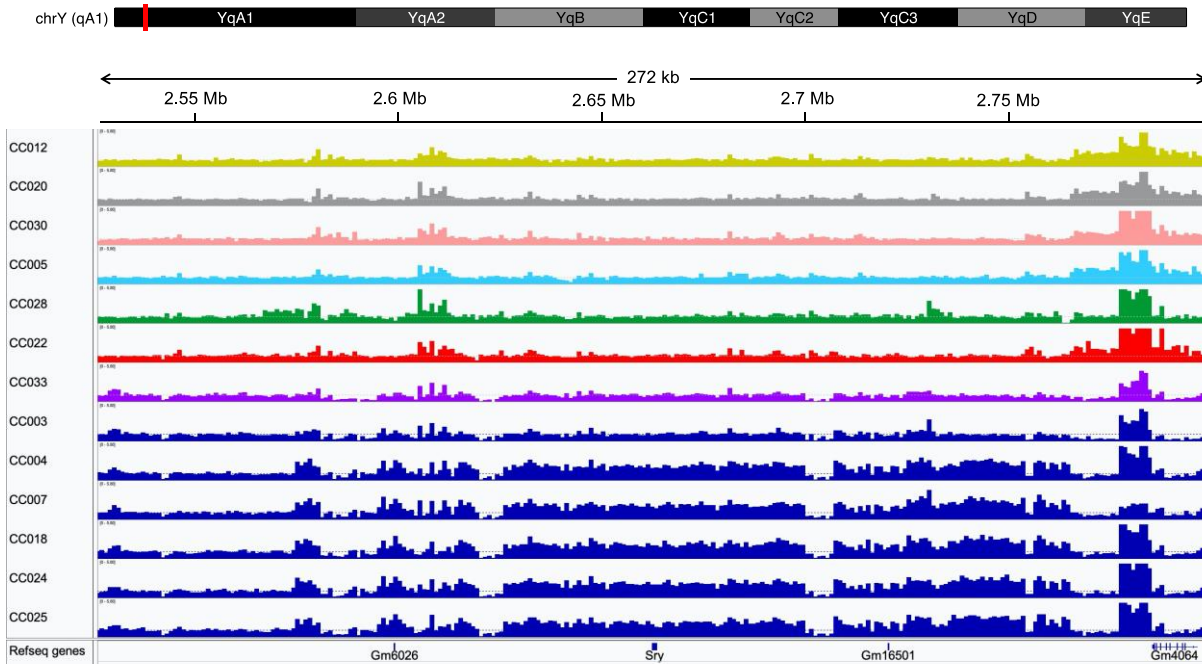 chrY (qA1) YqA1 YqA2 YqB YqC1 YqC2 YqC3 YqD YqE
272 kb
2.55 Mb 2.6 Mb 2.65 Mb 2.7 Mb 2.75 Mb
CC012
CC020
CC030
CC005
CC028
CC022
CC033
CC003
CC004
CC007
CC018
CC024
CC025
Refseq genes Gm6026 Sry Gm16501 Gm4064